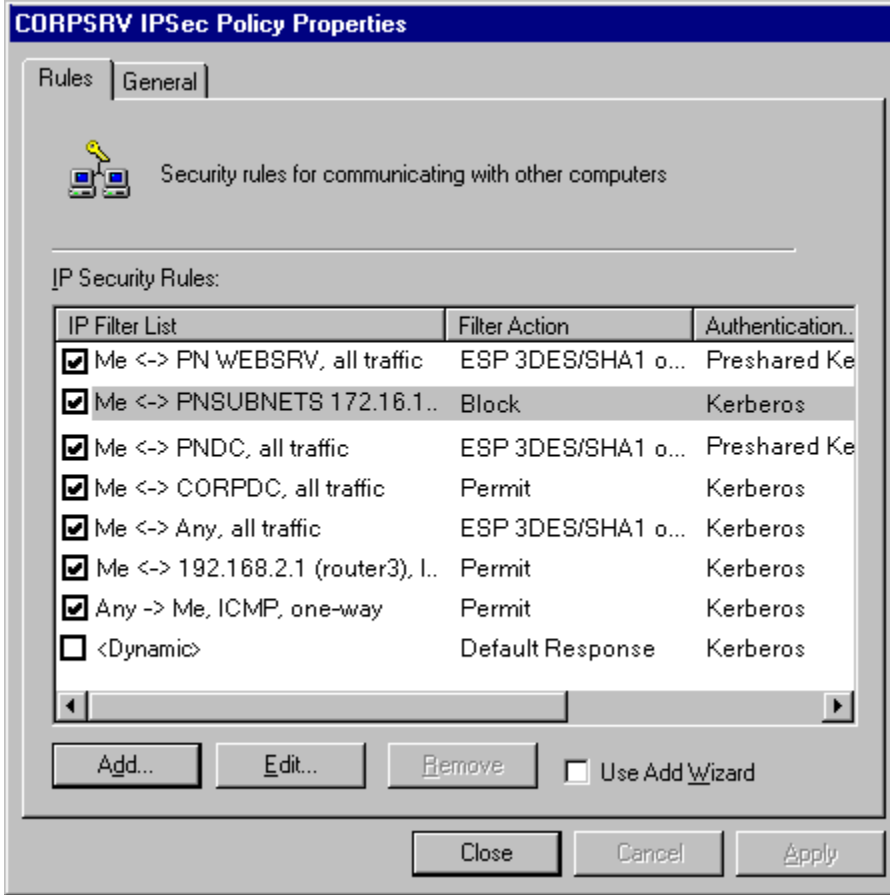 CORPSRV IPSec Policy Properties
Rules General
Security rules for communicating with other computers
IP Security Rules:
IP Filter List Filter Action Authentication..
Me <-> PN WEBSRV, all traffic ESP 3DES/SHA1 o... Preshared Ke
Me <-> PNSUBNETS 172.16.1.. Block Kerberos
Me <-> PNDC, all traffic ESP 3DES/SHA1 o... Preshared Ke
Me <-> CORPDC, all traffic Permit Kerberos
Me <-> Any, all traffic ESP 3DES/SHA1 o... Kerberos
Me <-> 192.168.2.1 (router3), I.. Permit Kerberos
Any -> Me, ICMP, one-way Permit Kerberos
<Dynamic> Default Response Kerberos
Add... Edit... Remove Use Add Wizard
Close Cancel Apply